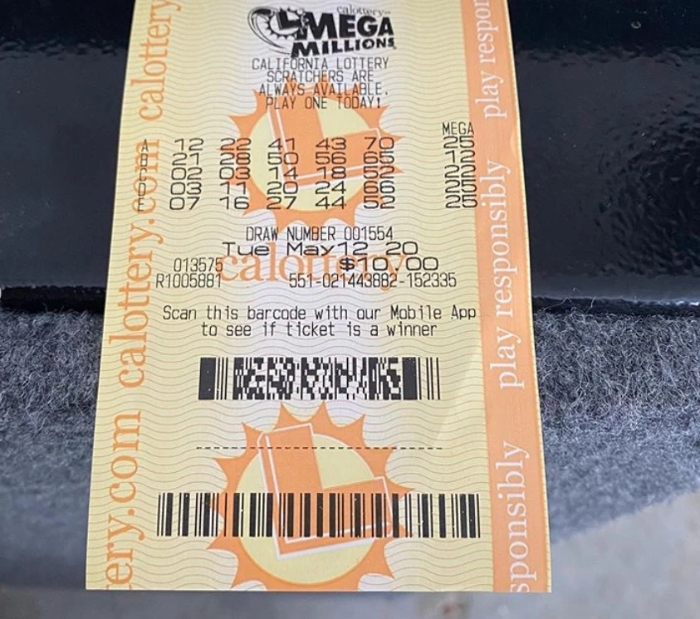 calottery
MEGA
MILLIONS
CALIFORNIA LOTTERY
SCRATCHERS ARE
ALWAYS AVAILABLE.
PLAY ONE TODAY!
MEGA
A 12 22 41 43 70 25
B 21 28 50 56 65 12
C 02 03 14 18 52 22
D 03 11 20 24 66 25
E 07 16 27 44 52 25
DRAW NUMBER 001554
Tue May12 20
013575 calottery $10.00
R1005881 551-021443882-152335
Scan this barcode with our Mobile App
to see if ticket is a winner
ery.com calottery.com calottery
play responsibly play respon
sponsibly